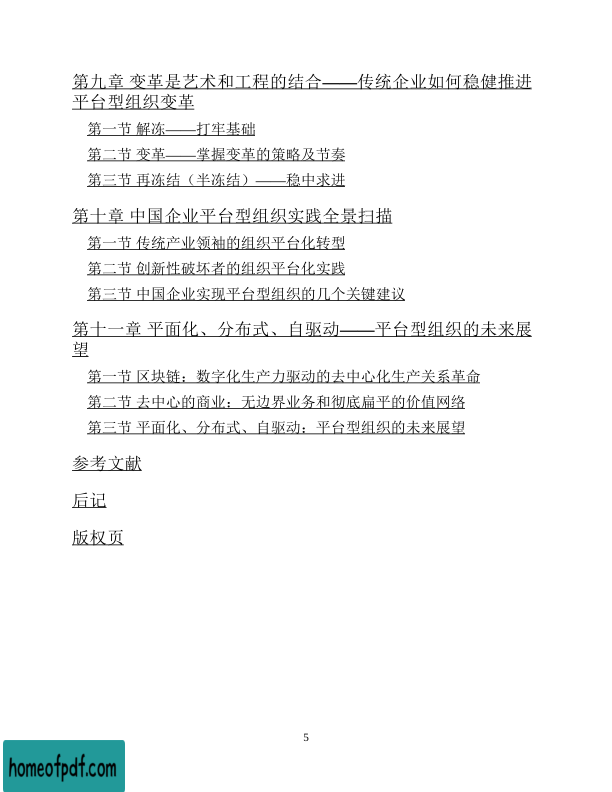 第九章 变革是艺术和工程的结合——传统企业如何稳健推进
平台型组织变革
第一节 解冻——打牢基础
第二节 变革——掌握变革的策略及节奏
第三节 再冻结（半冻结）——稳中求进
第十章 中国企业平台型组织实践全景扫描
第一节 传统产业领袖的组织平台化转型
第二节 创新性破坏者的组织平台化实践
第三节 中国企业实现平台型组织的几个关键建议
第十一章 平面化、分布式、自驱动——平台型组织的未来展
望
第一节 区块链：数字化生产力驱动的去中心化生产关系革命
第二节 去中心的商业：无边界业务和彻底扁平的价值网络
第三节 平面化、分布式、自驱动：平台型组织的未来展望
参考文献
后记
版权页
5
homeofpdf.com